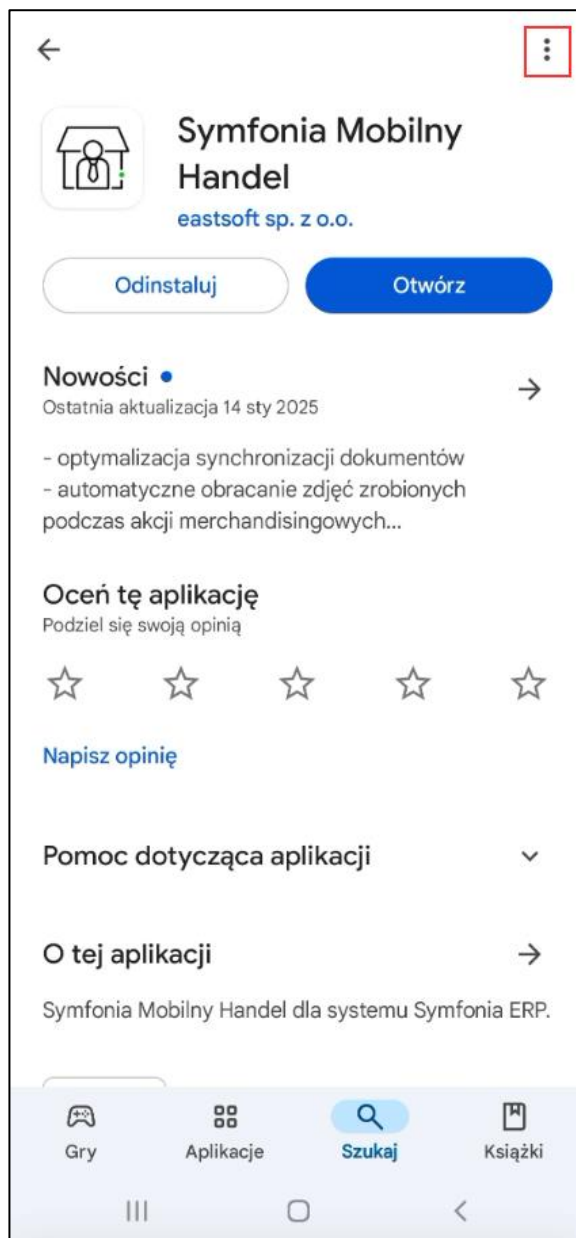 Symfonia Mobilny
Handel
eastsoft sp. z o.o.
Odinstaluj
Otwórz
Nowości
Ostatnia aktualizacja 14 sty 2025
- optymalizacja synchronizacji dokumentów
- automatyczne obracanie zdjęć zrobionych
podczas akcji merchandisingowych...
Oceń tę aplikację
Podziel się swoją opinią
Napisz opinię
Pomoc dotycząca aplikacji
O tej aplikacji
Symfonia Mobilny Handel dla systemu Symfonia ERP.
Gry
Aplikacje
Szukaj
Książki